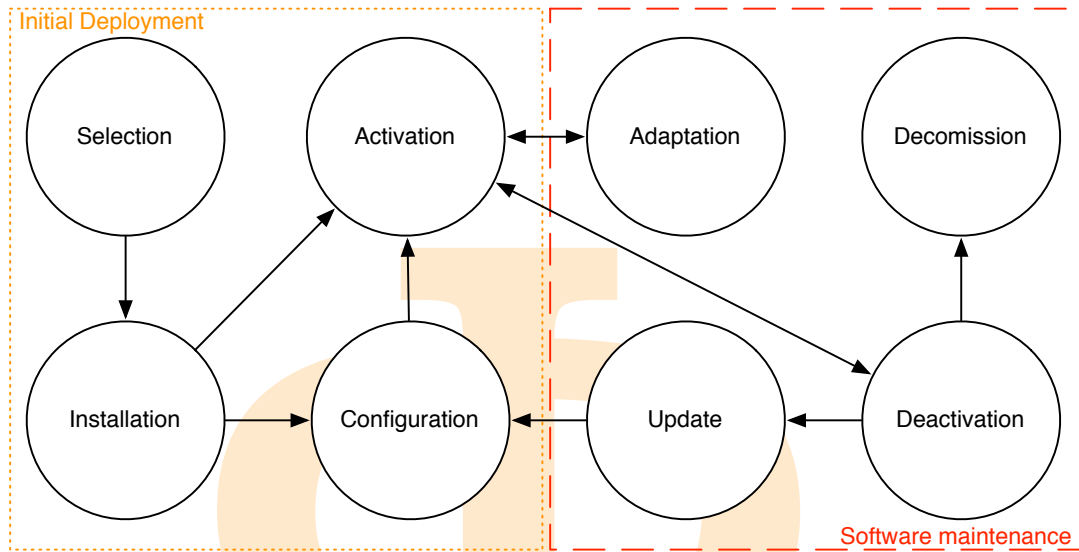 Initial Deployment
Selection
Activation
Adaptation
Decomission
Installation
Configuration
Update
Deactivation
Software maintenance